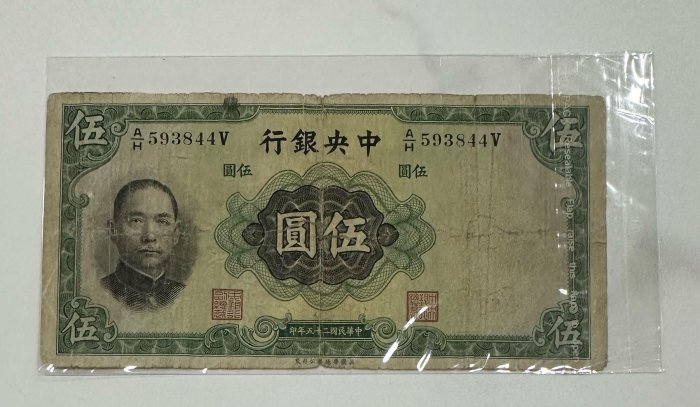 伍 伍
A/H 593844V 中央銀行 A/H 593844V
伍圓 伍圓
伍圓
伍 伍
中華民國二十五年印